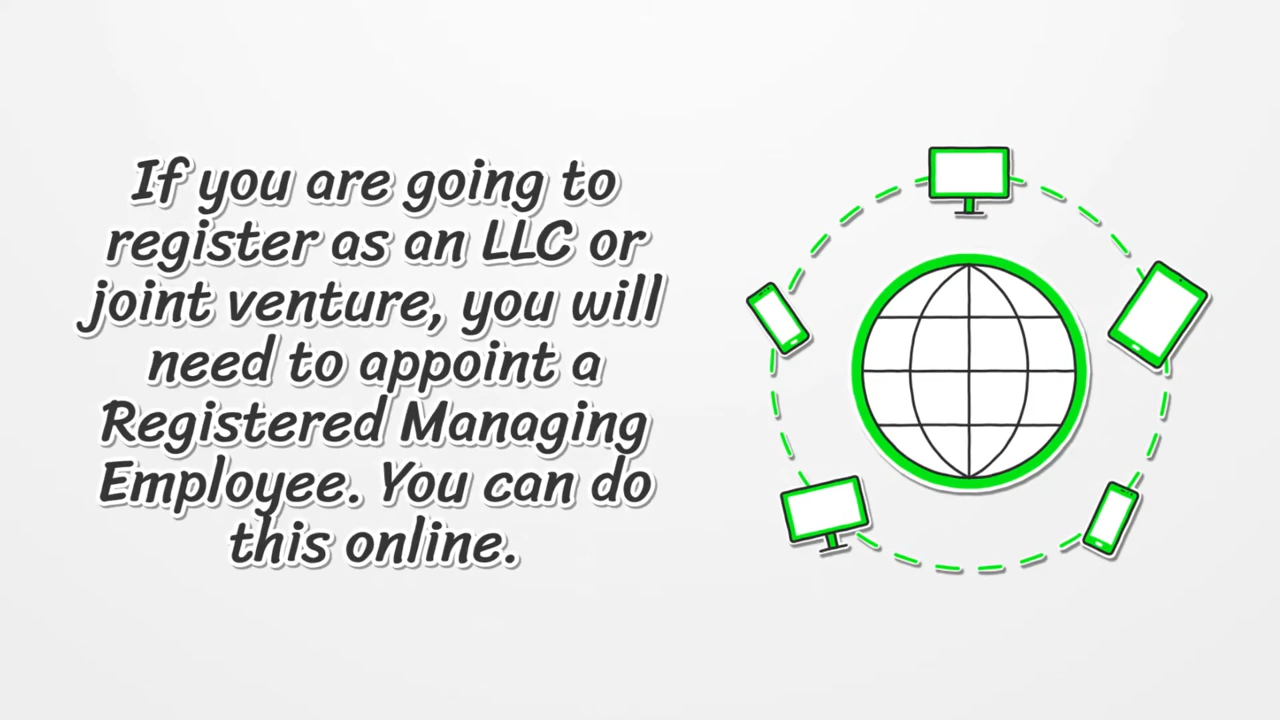 If you are going to
register as an LLC or
joint venture, you will
need to appoint a
Registered Managing
Employee. You can do
this online.